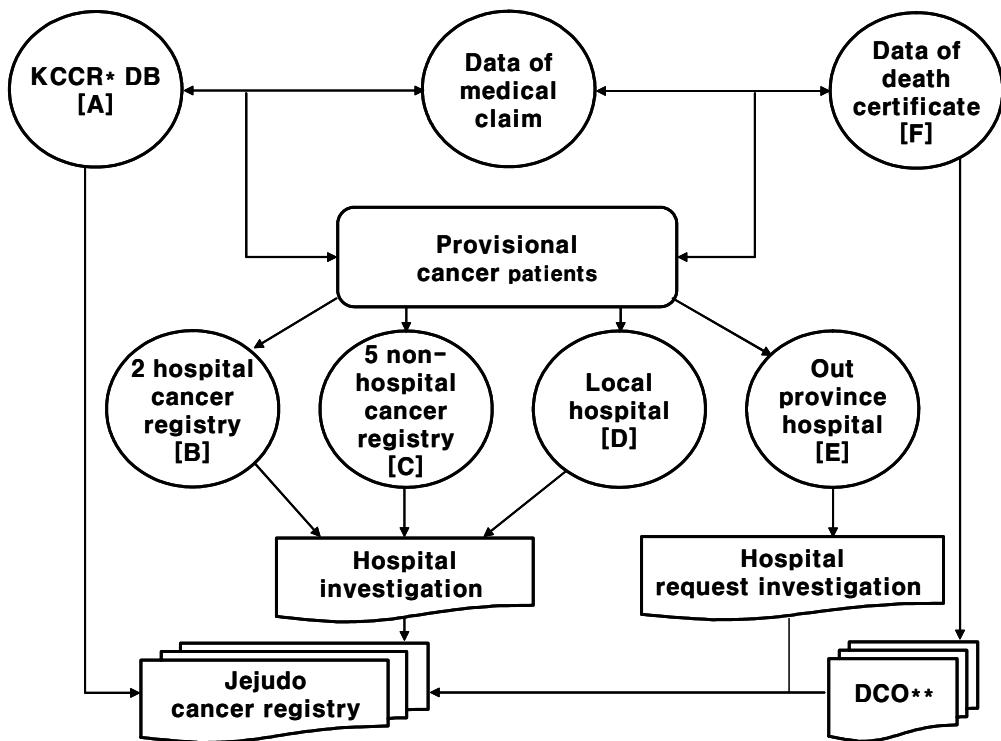 KCCR* DB
[A]
Data of
medical
claim
Data of
death
certificate
[F]
Provisional
cancer patients
2 hospital
cancer
registry
[B]
5 non-
hospital
cancer
registry
[C]
Local
hospital
[D]
Out
province
hospital
[E]
Hospital
investigation
Hospital
request investigation
Jejudo
cancer registry
DCO**